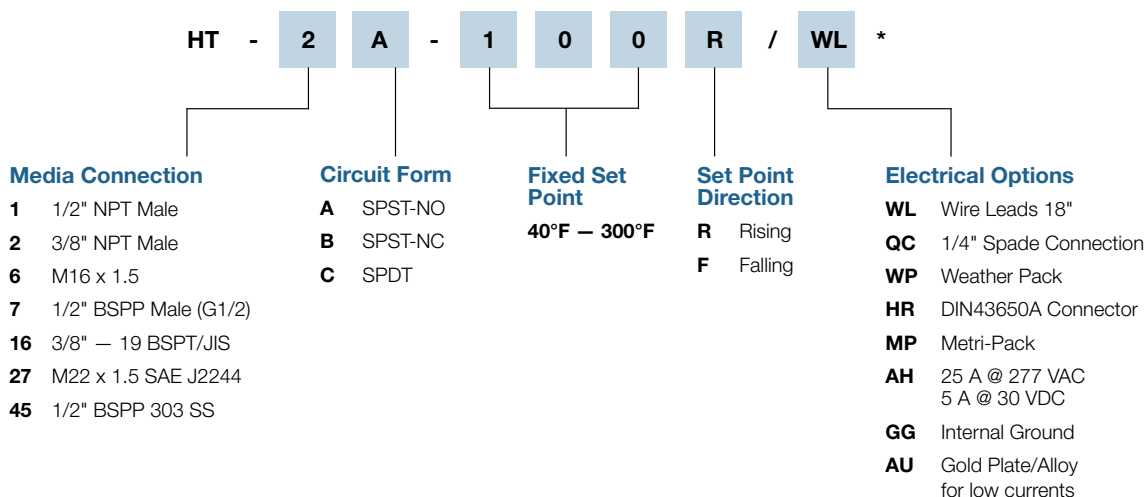 HT - 2 A - 1 0 0 R / WL *
Media Connection
1 1/2" NPT Male
2 3/8" NPT Male
6 M16 x 1.5
7 1/2" BSPP Male (G1/2)
16 3/8" — 19 BSPT/JIS
27 M22 x 1.5 SAE J2244
45 1/2" BSPP 303 SS
Circuit Form
A SPST-NO
B SPST-NC
C SPDT
Fixed Set
Point
40°F — 300°F
Set Point
Direction
R Rising
F Falling
Electrical Options
WL Wire Leads 18"
QC 1/4" Spade Connection
WP Weather Pack
HR DIN43650A Connector
MP Metri-Pack
AH 25 A @ 277 VAC
5 A @ 30 VDC
GG Internal Ground
AU Gold Plate/Alloy
for low currents